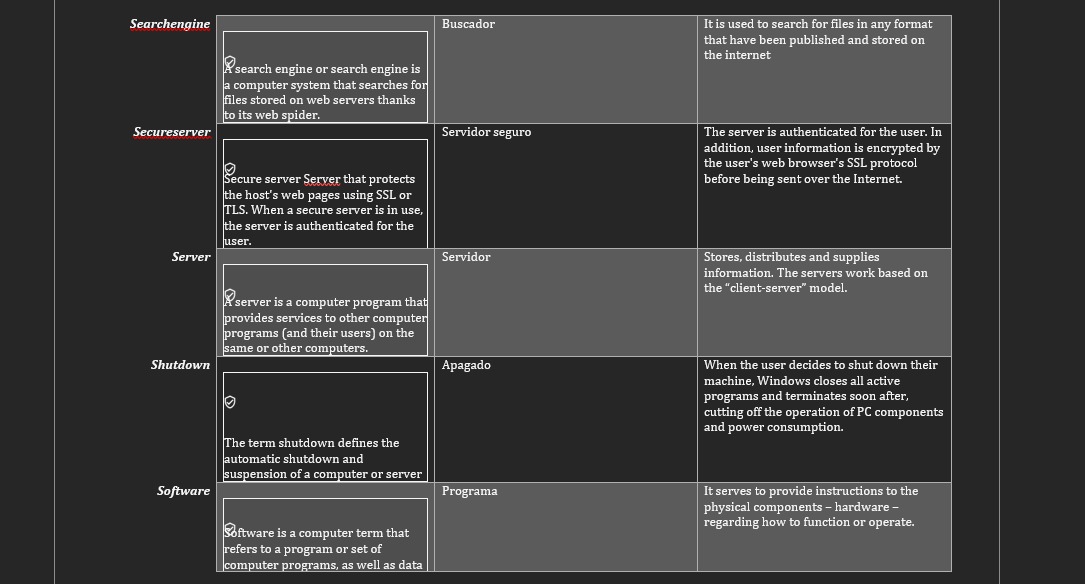 Searchengine
A search engine or search engine is
a computer system that searches for
files stored on web servers thanks
to its web spider.
Buscador
It is used to search for files in any format
that have been published and stored on
the internet
Secureserver
Secure server Server that protects
the host's web pages using SSL or
TLS. When a secure server is in use,
the server is authenticated for the
user.
Servidor seguro
The server is authenticated for the user. In
addition, user information is encrypted by
the user's web browser's SSL protocol
before being sent over the Internet.
Server
A server is a computer program that
provides services to other computer
programs (and their users) on the
same or other computers.
Servidor
Stores, distributes and supplies
information. The servers work based on
the “client-server” model.
Shutdown
The term shutdown defines the
automatic shutdown and
suspension of a computer or server
Apagado
When the user decides to shut down their
machine, Windows closes all active
programs and terminates soon after,
cutting off the operation of PC components
and power consumption.
Software
Software is a computer term that
refers to a program or set of
computer programs, as well as data
Programa
It serves to provide instructions to the
physical components – hardware –
regarding how to function or operate.